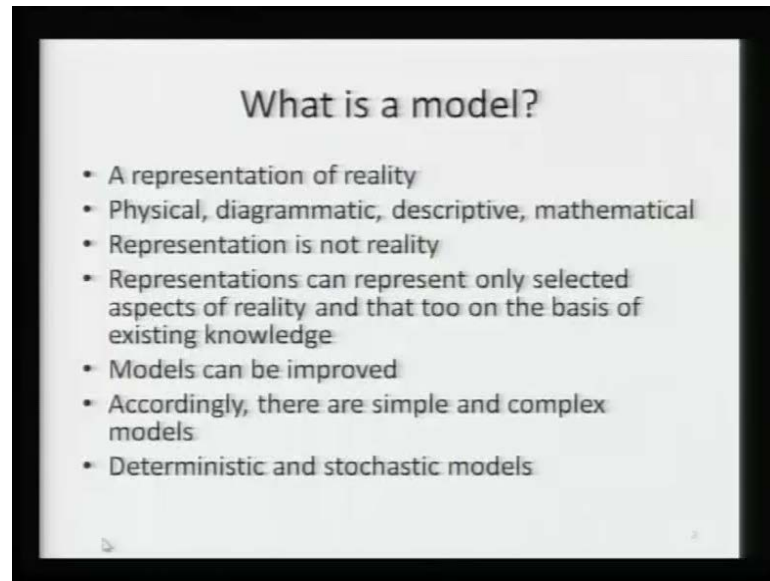 What is a model?
• A representation of reality
• Physical, diagrammatic, descriptive, mathematical
• Representation is not reality
• Representations can represent only selected
aspects of reality and that too on the basis of
existing knowledge
• Models can be improved
• Accordingly, there are simple and complex
models
• Deterministic and stochastic models